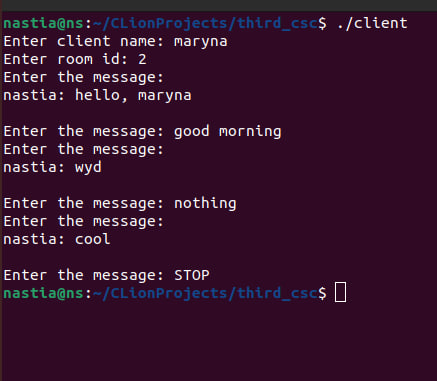 nastia@ns:~/CLionProjects/third_csc$ ./client
Enter client name: maryna
Enter room id: 2
Enter the message:
nastia: hello, maryna
Enter the message: good morning
Enter the message:
nastia: wyd
Enter the message: nothing
Enter the message:
nastia: cool
Enter the message: STOP
nastia@ns:~/CLionProjects/third_csc$